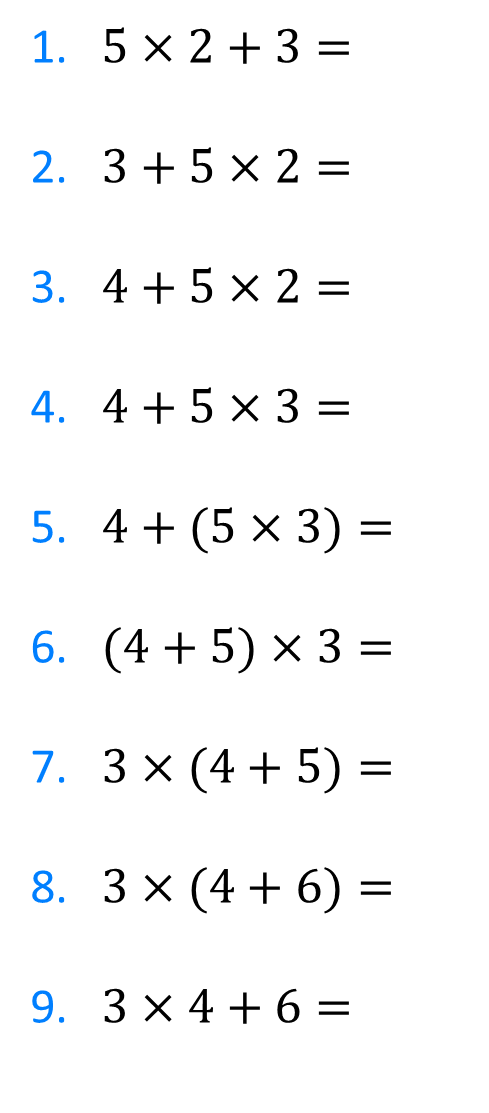 1. 5 × 2 + 3 =
2. 3 + 5 × 2 =
3. 4 + 5 × 2 =
4. 4 + 5 × 3 =
5. 4 + (5 × 3) =
6. (4 + 5) × 3 =
7. 3 × (4 + 5) =
8. 3 × (4 + 6) =
9. 3 × 4 + 6 =